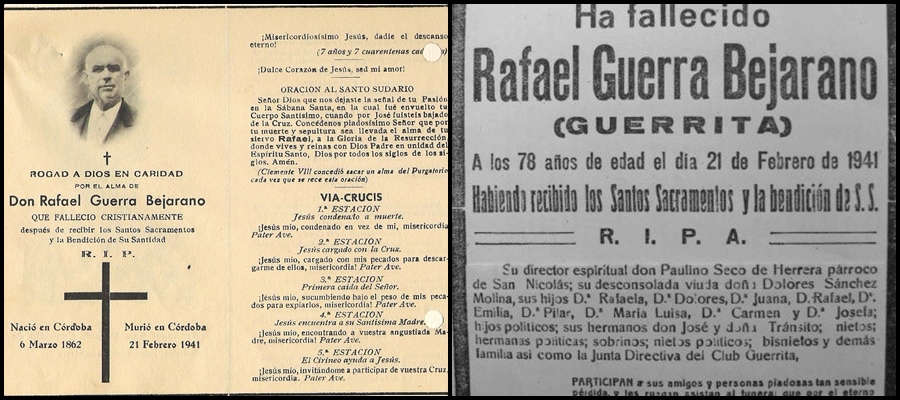 ROGAD A DIOS EN CARIDAD
POR EL ALMA DE
Don Rafael Guerra Bejarano
QUE FALLECIO CRISTIANAMENTE
después de recibir los Santos Sacramentos
y la Bendición de Su Santidad
R. I. P.
Nació en Córdoba
6 Marzo 1862
Murió en Córdoba
21 Febrero 1941
¡Misericordiosísimo Jesús, dadle el descanso
eterno!
(7 años y 7 cuarentenas cada
¡Dulce Corazón de Jesús, sed mi amor!
ORACION AL SANTO SUDARIO
Señor Dios que nos dejaste la señal de tu Pasión
en la Sábana Santa, en la cual fué envuelto tu
Cuerpo Santísimo, cuando por José fuisteis bajado
de la Cruz. Concédenos piadosísimo Señor que por
tu muerte y sepultura sea llevada el alma de tu
siervo Rafael, a la Gloria de la Resurrección,
donde vives y reinas con Dios Padre en unidad del
Espíritu Santo, Dios por todos los siglos de los si-
glos. Amén.
(Clemente VIII concedió sacar un alma del Purgatorio
cada vez que se rece esta oración)
VIA-CRUCIS
1.ª ESTACION
Jesús condenado a muerte.
¡Jesús mío, condenado en vez de mí, misericordia
Pater Ave.
2.ª ESTACION
Jesús cargado con la Cruz.
¡Jesús mío, cargado con mis pecados para descar-
garme de ellos, misericordia! Pater Ave.
3.ª ESTACION
Primera caída del Señor.
¡Jesús mío, sucumbiendo bajo el peso de mis peca-
dos para expiarlos, misericordia! Pater Ave.
4.ª ESTACION
Jesús encuentra a su Santísima Madre.
¡Jesús mío, encontrando a vuestra angustiada Ma-
dre, misericordia! Pater Ave.
5.ª ESTACION
El Cirineo ayuda a Jesús.
¡Jesús mío, invitándome a participar de vuestra Cruz,
misericordia. Pater Ave.
Ha fallecido
Rafael Guerra Bejarano
(GUERRITA)
A los 78 años de edad el día 21 de Febrero de 1941
Habiendo recibido los Santos Sacramentos y la bendición de S. S.
R. I. P. A.
Su director espiritual don Paulino Seco de Herrera párroco
de San Nicolás; su desconsolada viuda doña Dolores Sánchez
Molina, sus hijos D.ª Rafaela, D.ª Dolores, D.ª Juana, D. Rafael, Dª.
Emilia, D.ª Pilar, D.ª María Luisa, D.ª Carmen y D.ª Josefa;
hijos políticos; sus hermanos don José y doña Tránsito; nietos;
hermanas políticas; sobrinos; nietos políticos; bisnietos y demás
familia así como la Junta Directiva del Club Guerrita,
PARTICIPAN a sus amigos y personas piadosas tan sensible
pérdida, y les ruegan asistan al funeral que por el eterno